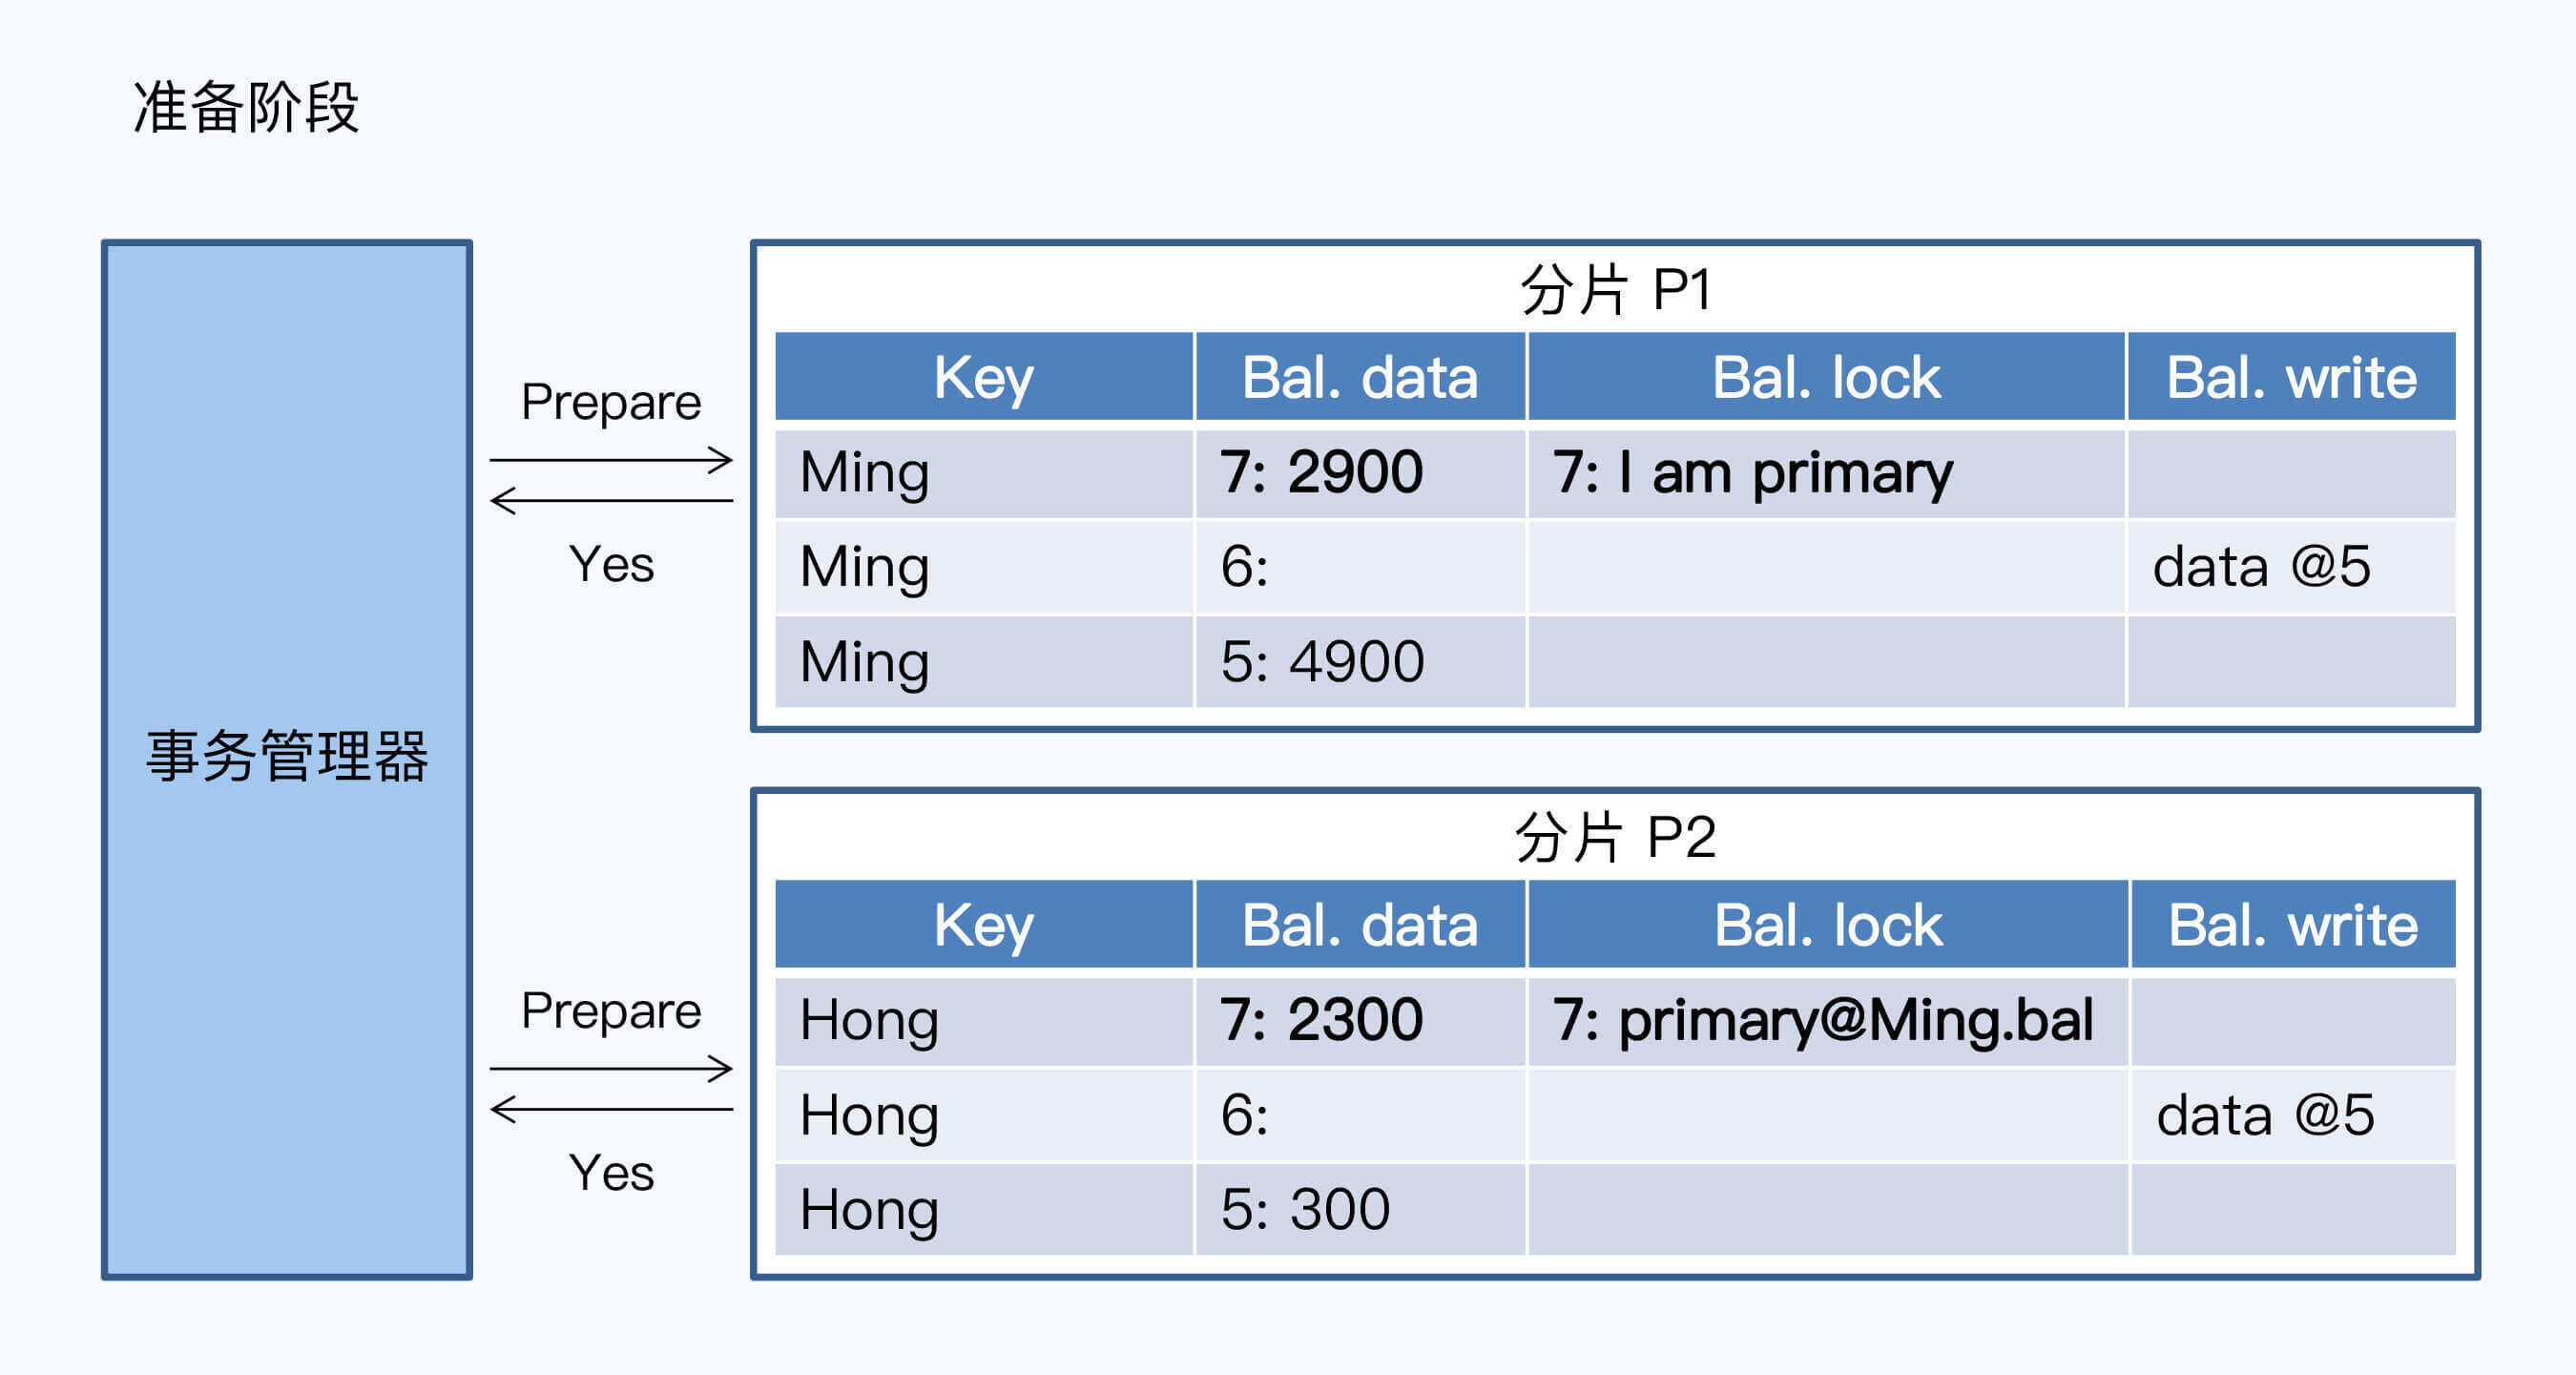 准备阶段
事务管理器
Prepare
Yes
分片 P1
Key Bal. data Bal. lock Bal. write
Ming 7: 2900 7: I am primary
Ming 6: data @5
Ming 5: 4900
Prepare
Yes
分片 P2
Key Bal. data Bal. lock Bal. write
Hong 7: 2300 7: primary@Ming.bal
Hong 6: data @5
Hong 5: 300